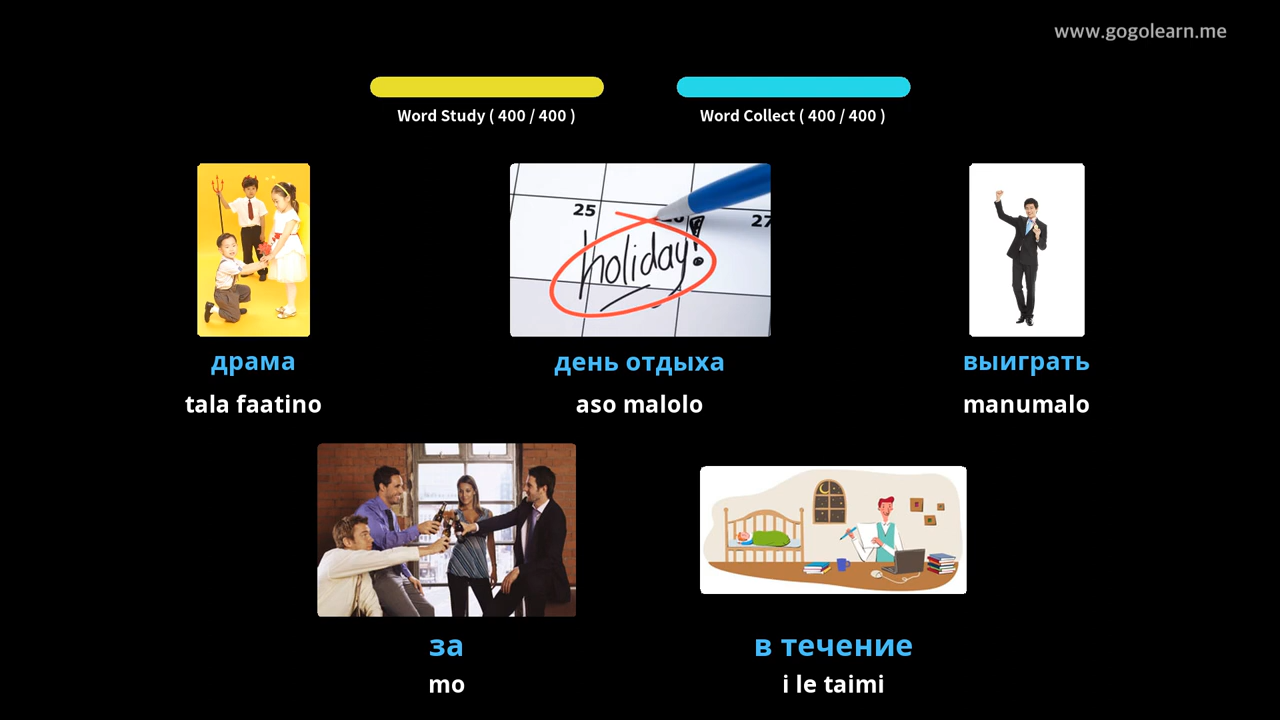 www.gogolearn.me
Word Study ( 400 / 400 )
Word Collect ( 400 / 400 )
25
27
holiday!
драма
день отдыха
выиграть
tala faatino
aso malolo
manumalo
за
в течение
mo
i le taimi